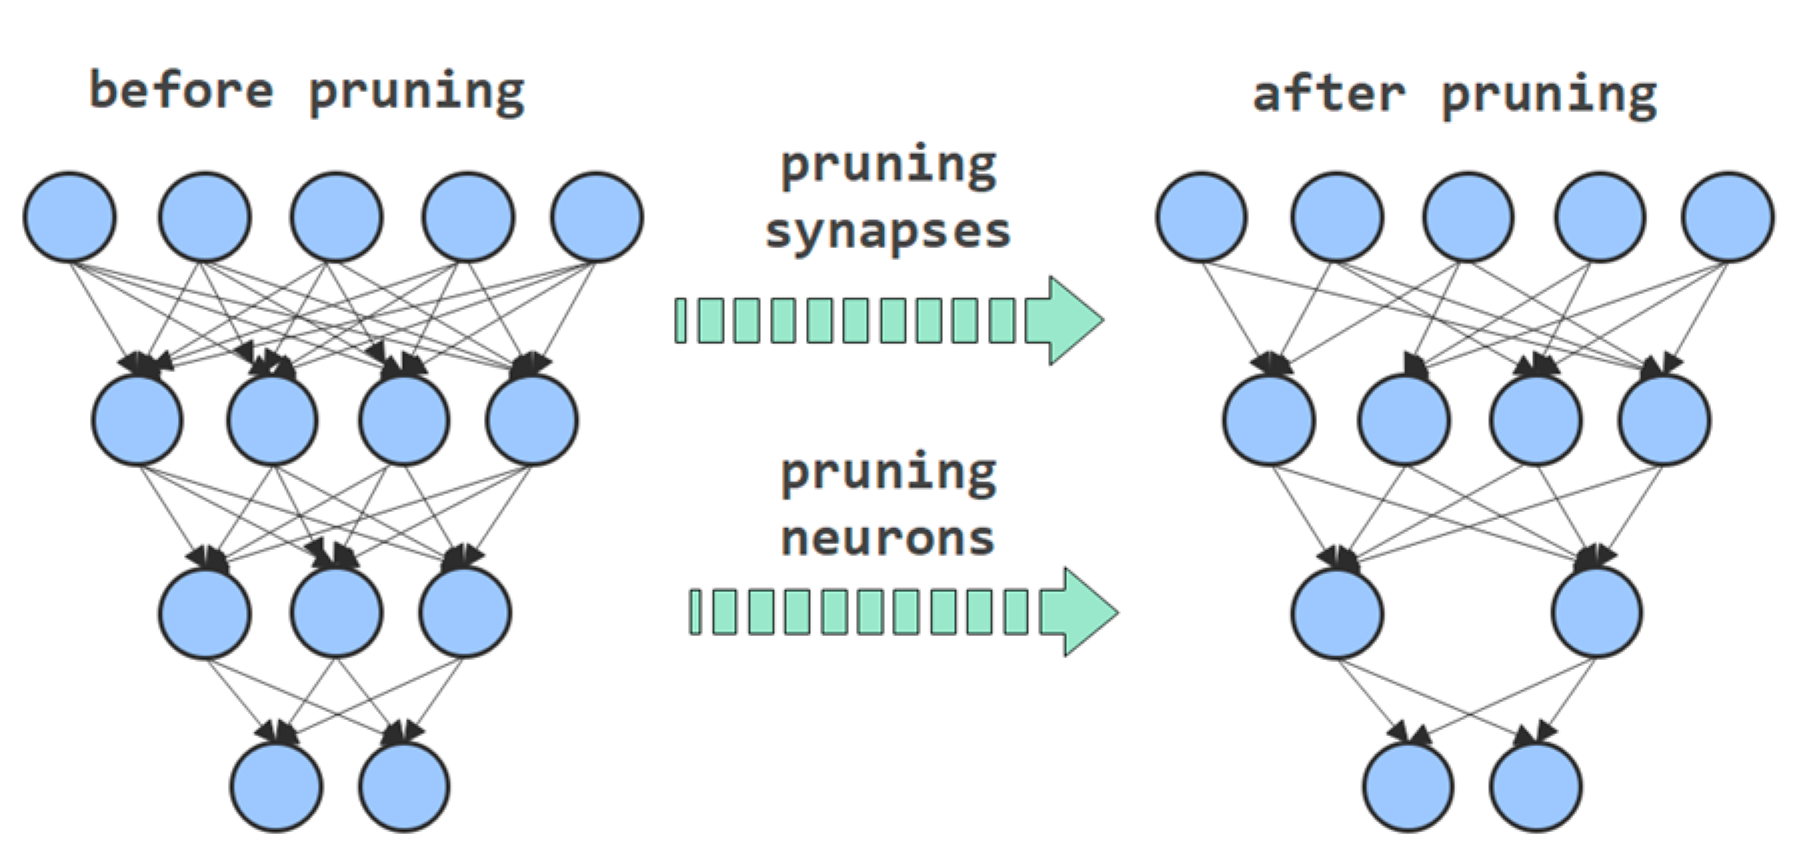 before pruning
after pruning
pruning
synapses
pruning
neurons